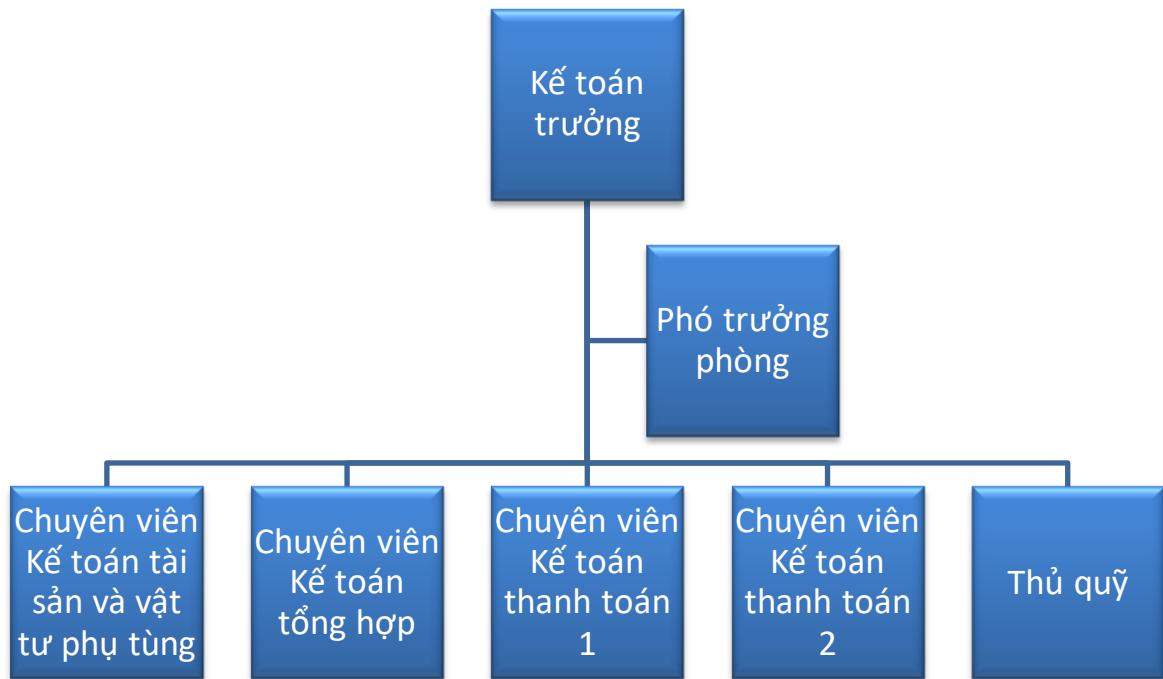 Kế toán
trưởng
Phó trưởng
phòng
Chuyên viên
Kế toán tài
sản và vật
tư phụ tùng
Chuyên viên
Kế toán
tổng hợp
Chuyên viên
Kế toán
thanh toán
1
Chuyên viên
Kế toán
thanh toán
2
Thủ quỹ